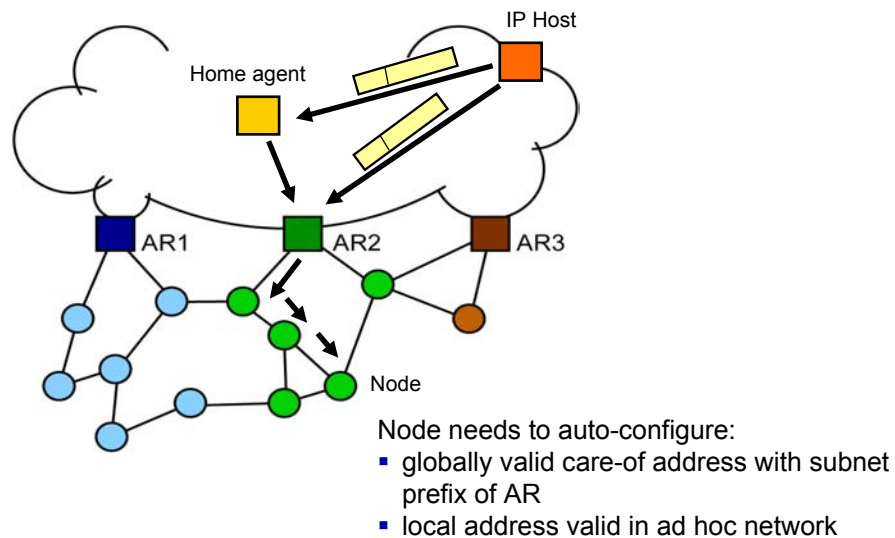 IP Host
Home agent
AR1
AR2
AR3
Node
Node needs to auto-configure:
▪ globally valid care-of address with subnet
prefix of AR
▪ local address valid in ad hoc network